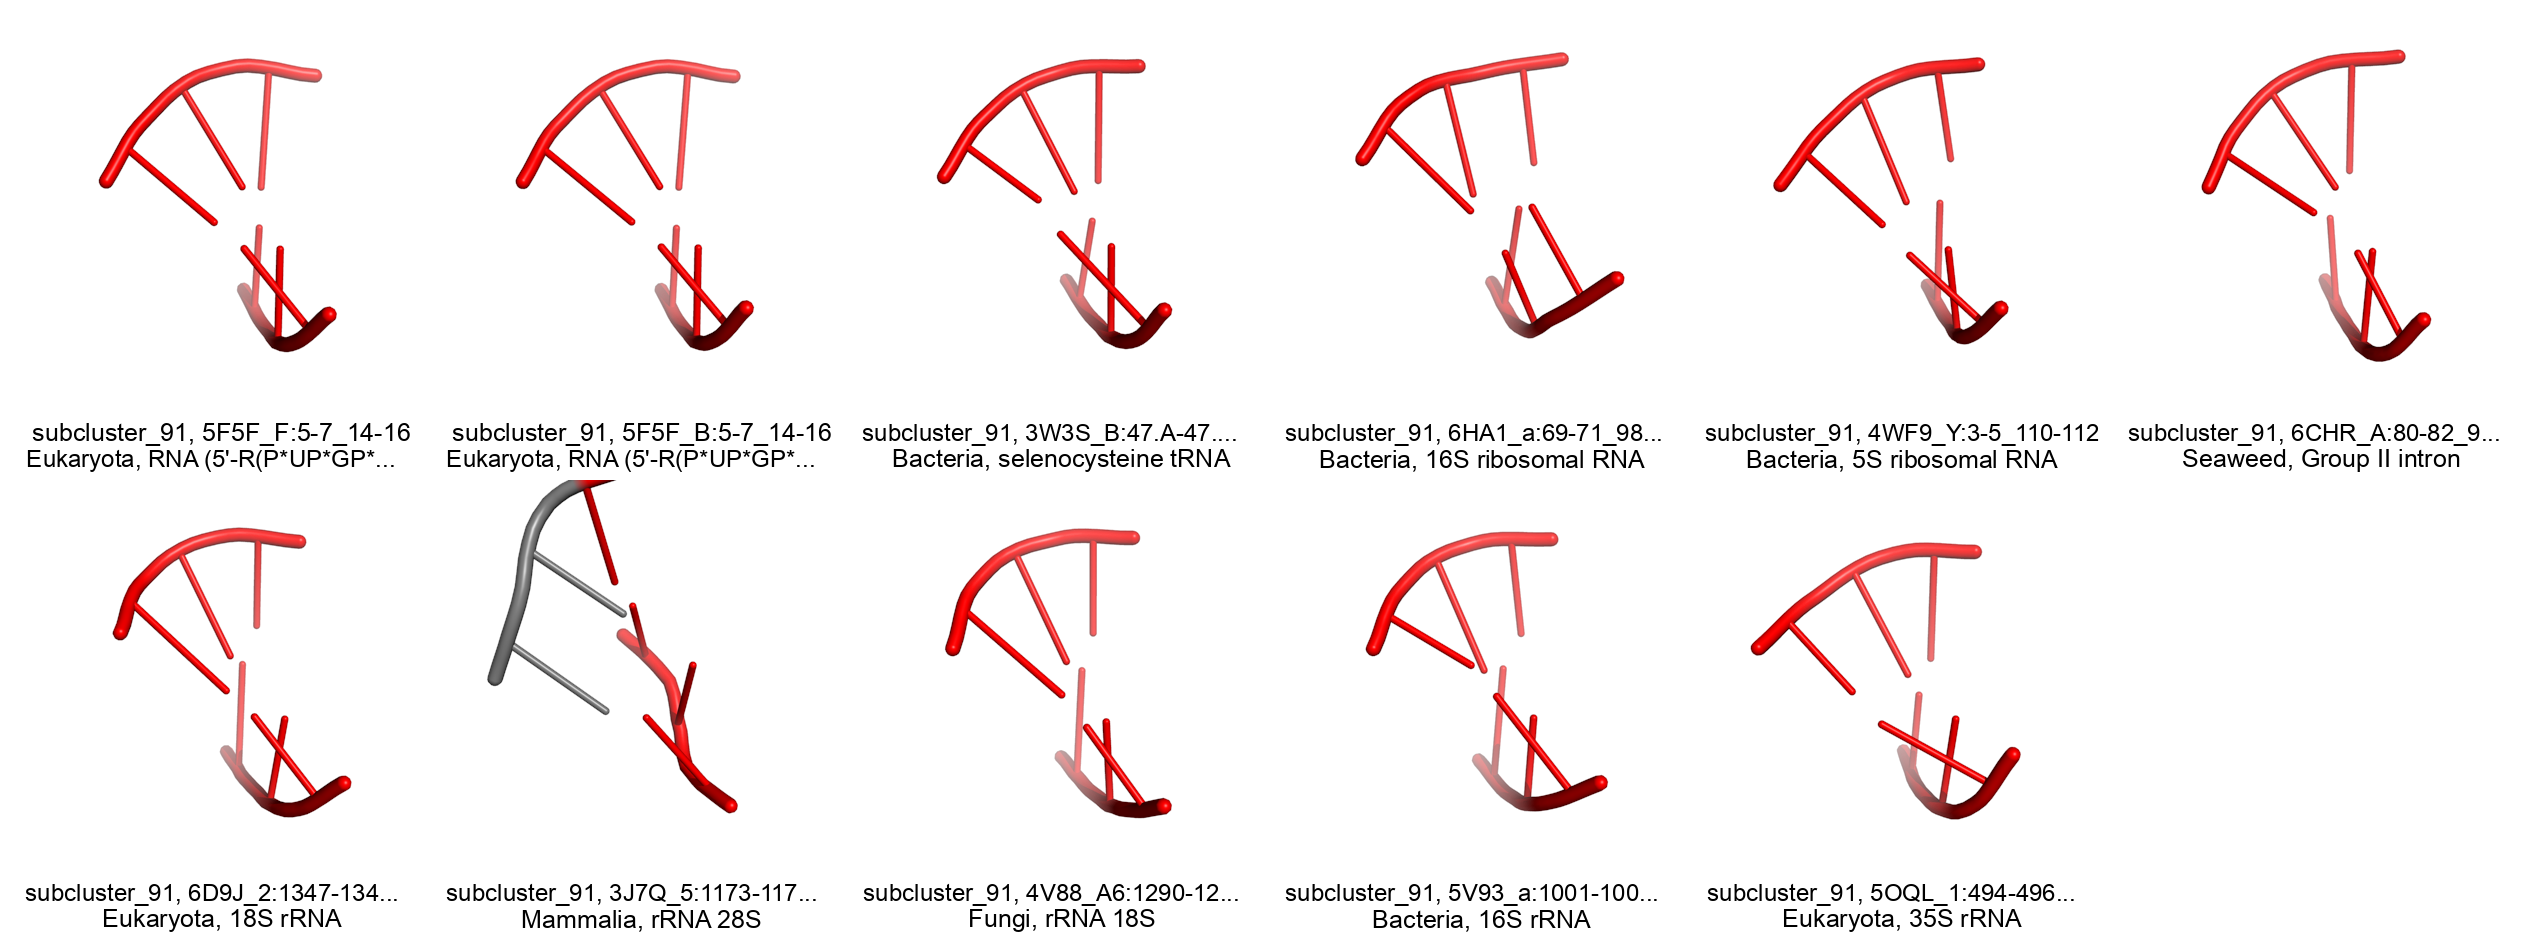 subcluster_91, 5F5F_F:5-7_14-16
Eukaryota, RNA (5'-R(P*UP*GP*...
subcluster_91, 5F5F_B:5-7_14-16
Eukaryota, RNA (5'-R(P*UP*GP*...
subcluster_91, 3W3S_B:47.A-47....
Bacteria, selenocysteine tRNA
subcluster_91, 6HA1_a:69-71_98...
Bacteria, 16S ribosomal RNA
subcluster_91, 4WF9_Y:3-5_110-112
Bacteria, 5S ribosomal RNA
subcluster_91, 6CHR_A:80-82_9...
Seaweed, Group II intron
subcluster_91, 6D9J_2:1347-134...
Eukaryota, 18S rRNA
subcluster_91, 3J7Q_5:1173-117...
Mammalia, rRNA 28S
subcluster_91, 4V88_A6:1290-12...
Fungi, rRNA 18S
subcluster_91, 5V93_a:1001-100...
Bacteria, 16S rRNA
subcluster_91, 5OQL_1:494-496...
Eukaryota, 35S rRNA